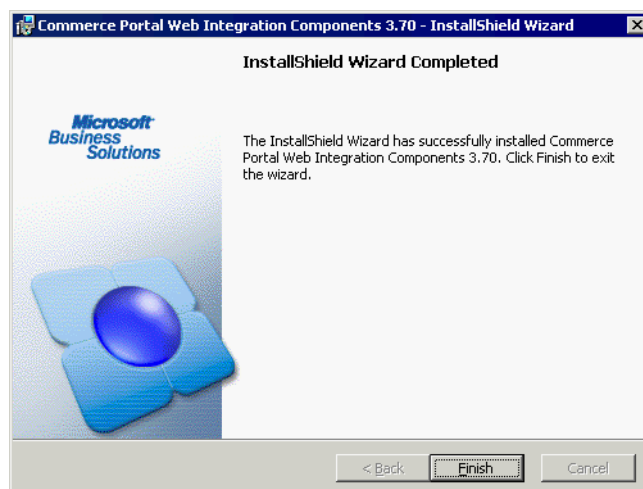 Commerce Portal Web Integration Components 3.70 - InstallShield Wizard
InstallShield Wizard Completed
Microsoft
Business
Solutions
The InstallShield Wizard has successfully installed Commerce
Portal Web Integration Components 3.70. Click Finish to exit
the wizard.
< Back
Finish
Cancel